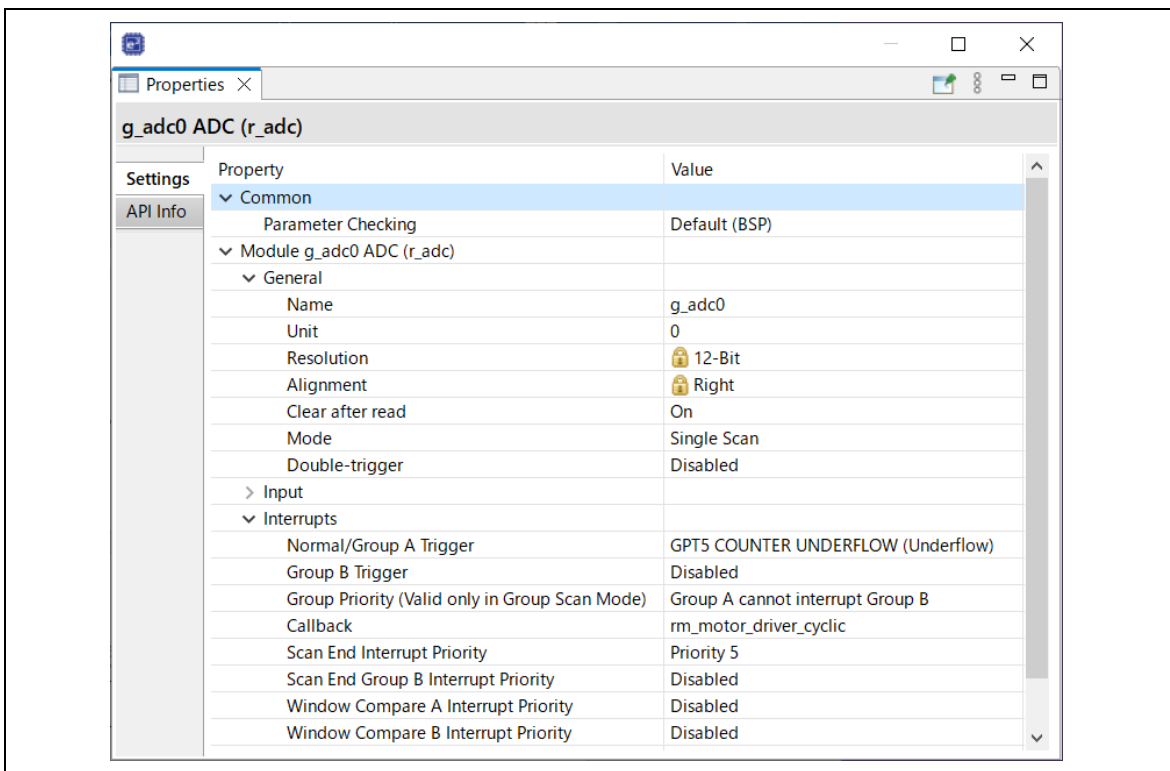 Properties
g_adc0 ADC (r_adc)
Settings
API Info
Property Value
Common
Parameter Checking Default (BSP)
Module g_adc0 ADC (r_adc)
General
Name g_adc0
Unit 0
Resolution 12-Bit
Alignment Right
Clear after read On
Mode Single Scan
Double-trigger Disabled
Input
Interrupts
Normal/Group A Trigger GPT5 COUNTER UNDERFLOW (Underflow)
Group B Trigger Disabled
Group Priority (Valid only in Group Scan Mode) Group A cannot interrupt Group B
Callback rm_motor_driver_cyclic
Scan End Interrupt Priority Priority 5
Scan End Group B Interrupt Priority Disabled
Window Compare A Interrupt Priority Disabled
Window Compare B Interrupt Priority Disabled